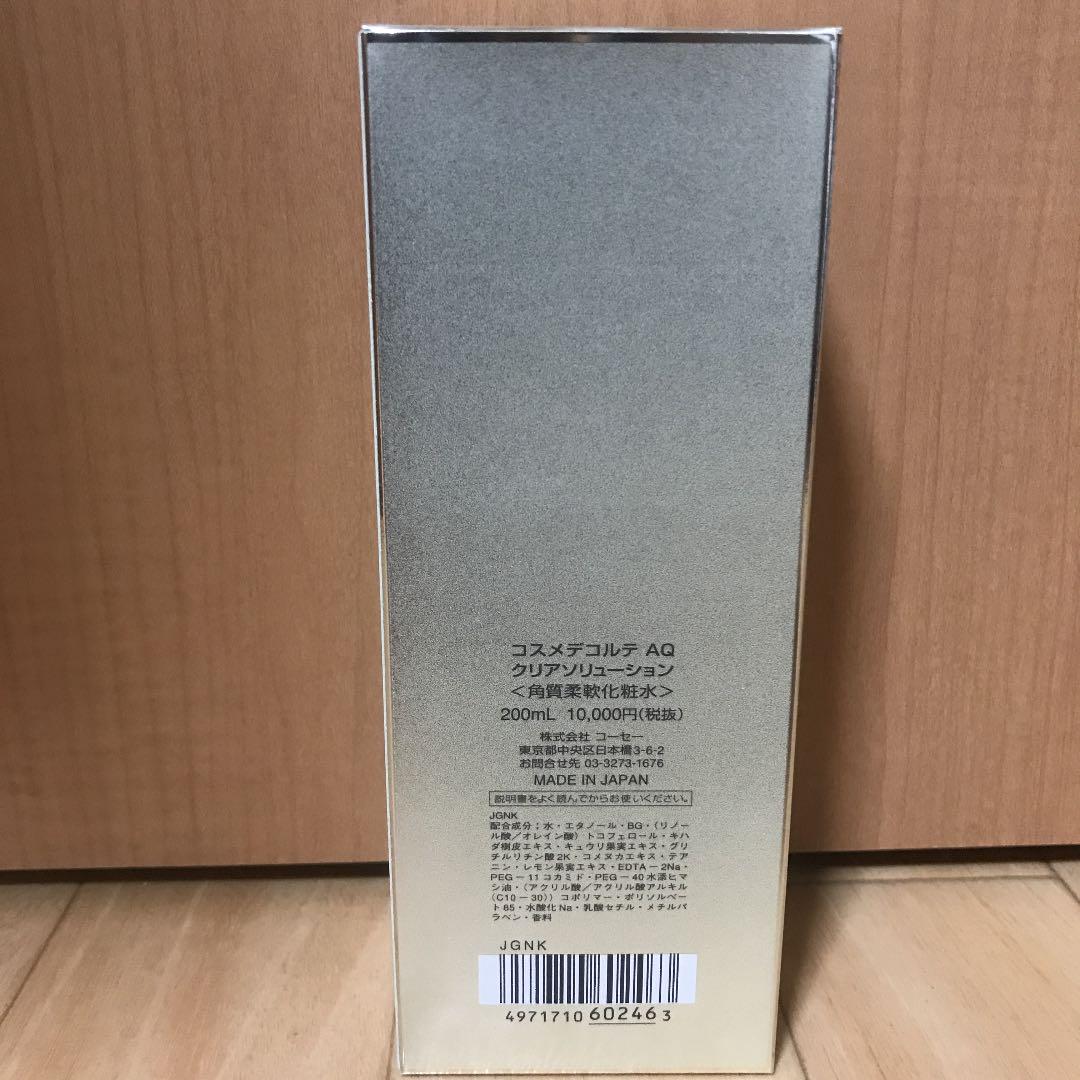 コスメデコルテ AQ
クリアソリューション
＜角質柔軟化粧水＞
200mL 10,000円(税抜)
株式会社 コーセー
東京都中央区日本橋3-6-2
お問合せ先 03-3273-1676
MADE IN JAPAN
説明書をよく読んでからお使いください。
JGNK
配合成分；水・エタノール・BG・(リノー
ル酸／オレイン酸)トコフェロール・キハ
ダ樹皮エキス・キュウリ果実エキス・グリ
チルリチン酸2K・コメヌカエキス・テア
ニン・レモン果実エキス・EDTA－2Na・
PEG－11コカミド・PEG－40水添ヒマ
シ油・(アクリル酸／アクリル酸アルキル
(C10－30))コポリマー・ポリソルベー
ト85・水酸化Na・乳酸セチル・メチルパ
ラベン・香料
JGNK
4971710 60246 3